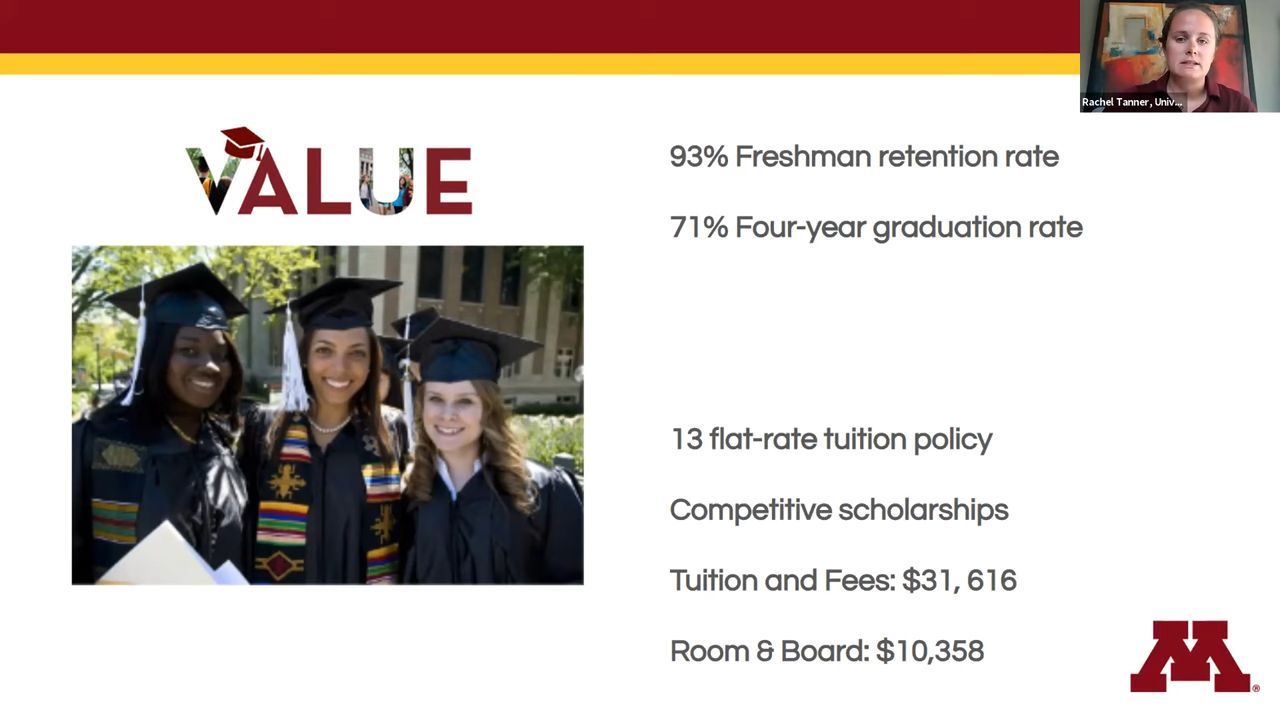 Rachel Tanner, Univ...
VALUE
93% Freshman retention rate
71% Four-year graduation rate
13 flat-rate tuition policy
Competitive scholarships
Tuition and Fees: $31, 616
Room & Board: $10,358
M®